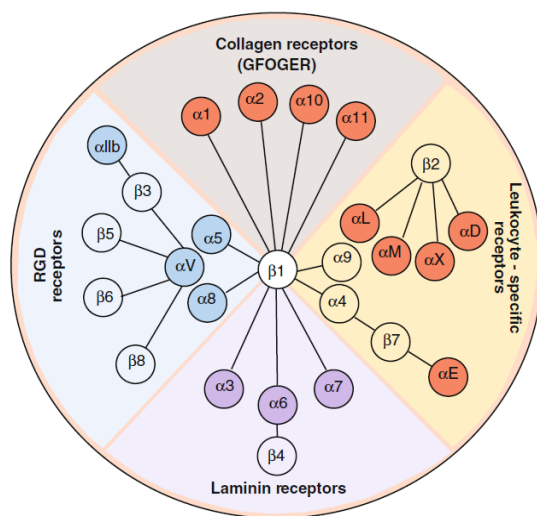 Collagen receptors
(GFOGER)
α1
α2
α10
α11
αIIb
β3
β5
α5
αV
β6
α8
β8
RGD
receptors
β1
β2
αL
αM
αX
αD
α9
α4
β7
αE
Leukocyte - specific
receptors
α3
α6
α7
β4
Laminin receptors